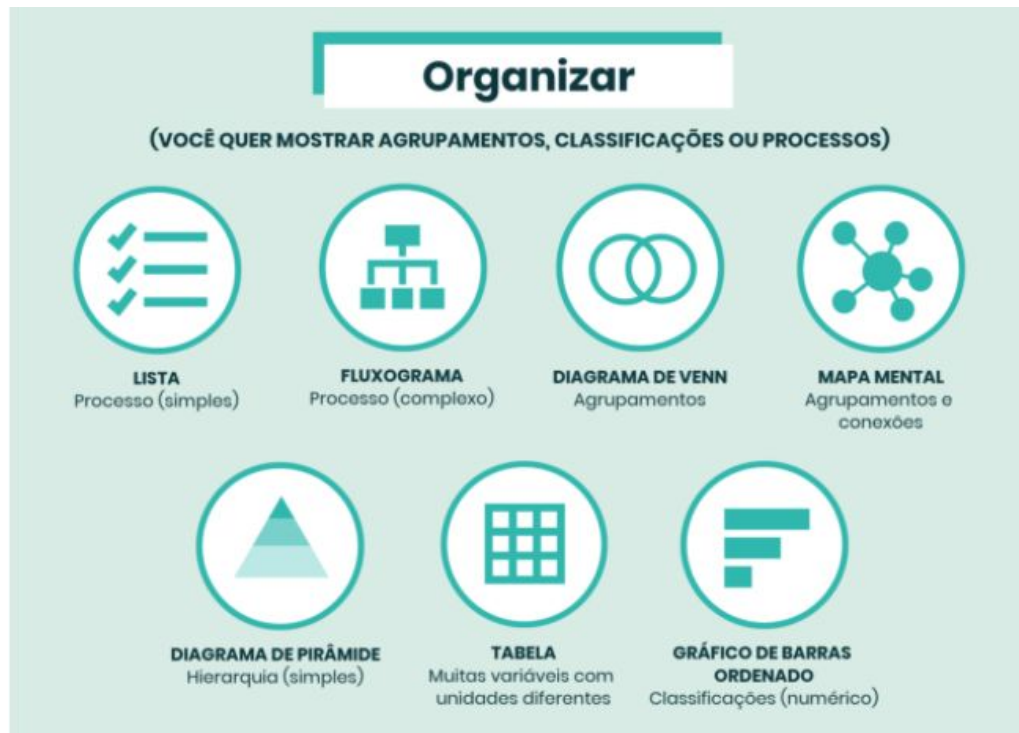 Organizar
(VOCÊ QUER MOSTRAR AGRUPAMENTOS, CLASSIFICAÇÕES OU PROCESSOS)
LISTA
Processo (simples)
FLUXOGRAMA
Processo (complexo)
DIAGRAMA DE VENN
Agrupamentos
MAPA MENTAL
Agrupamentos e
conexões
DIAGRAMA DE PIRÂMIDE
Hierarquia (simples)
TABELA
Muitas variáveis com
unidades diferentes
GRÁFICO DE BARRAS
ORDENADO
Classificações (numérico)